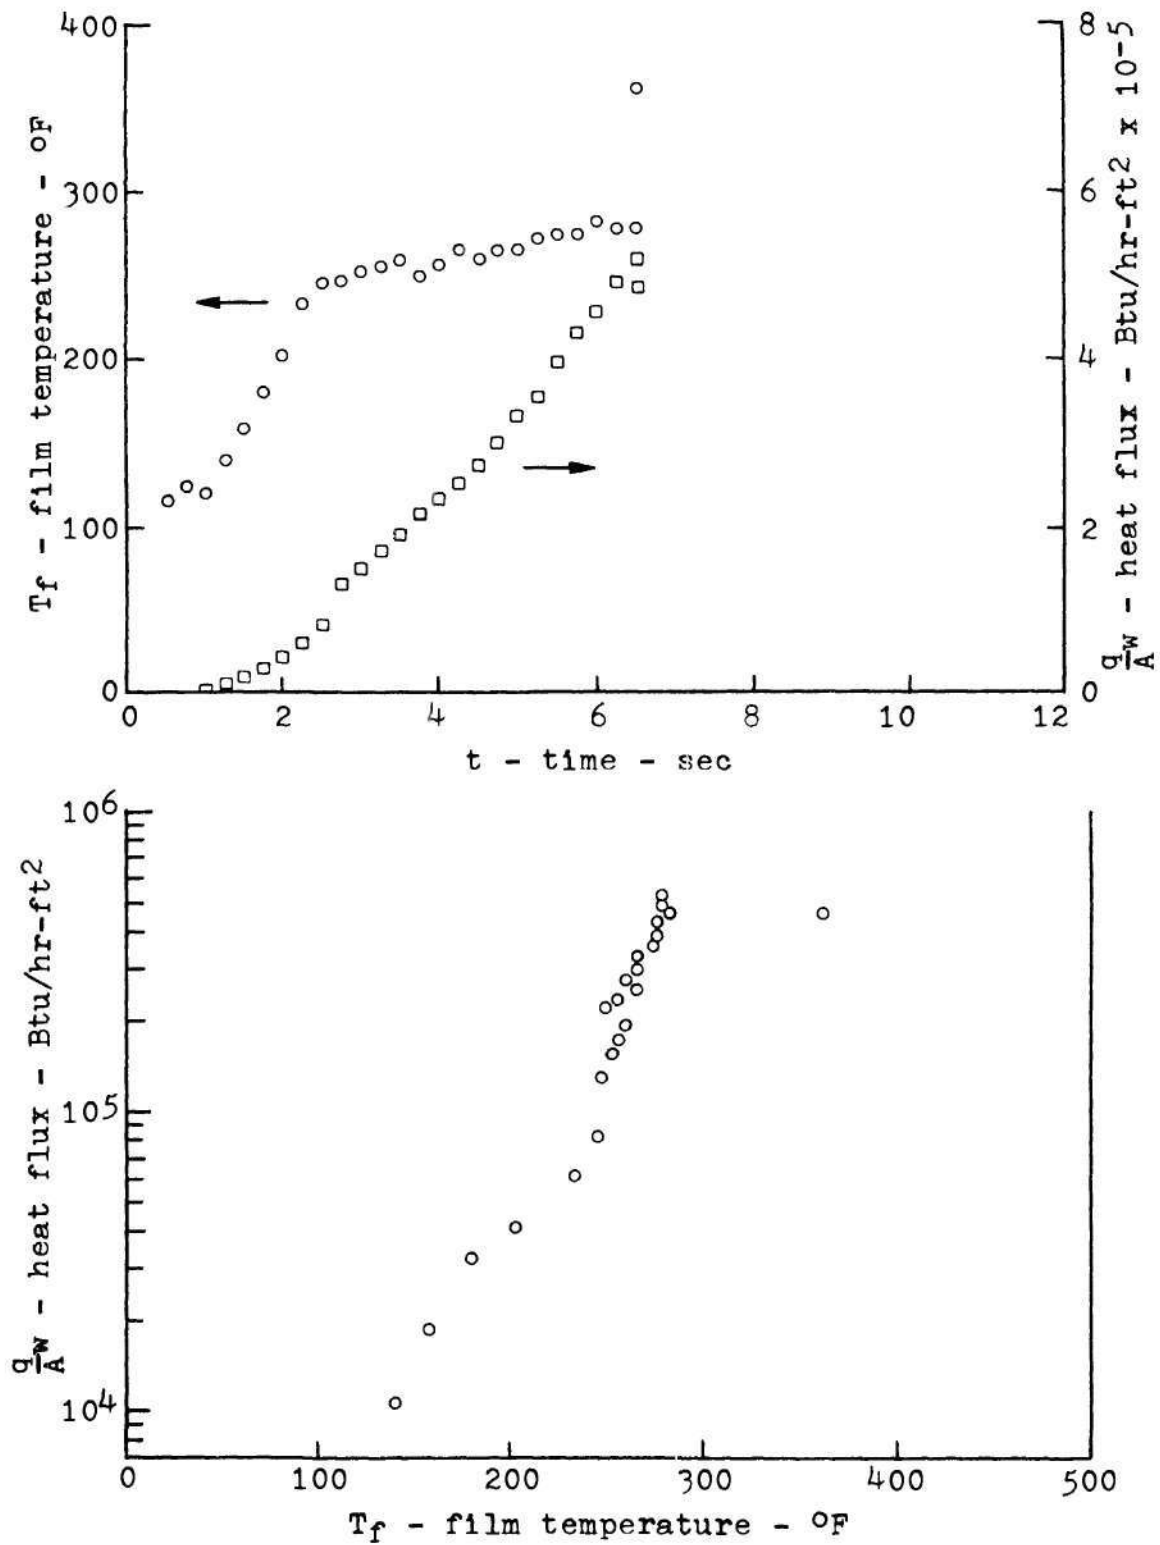 400
300
200
100
0
Tf - film temperature - °F
8
6
4
2
0
q/A w - heat flux - Btu/hr-ft2 x 10-5
0 2 4 6 8 10 12
t - time - sec
10^6
10^5
10^4
q/A w - heat flux - Btu/hr-ft2
0 100 200 300 400 500
Tf - film temperature - °F